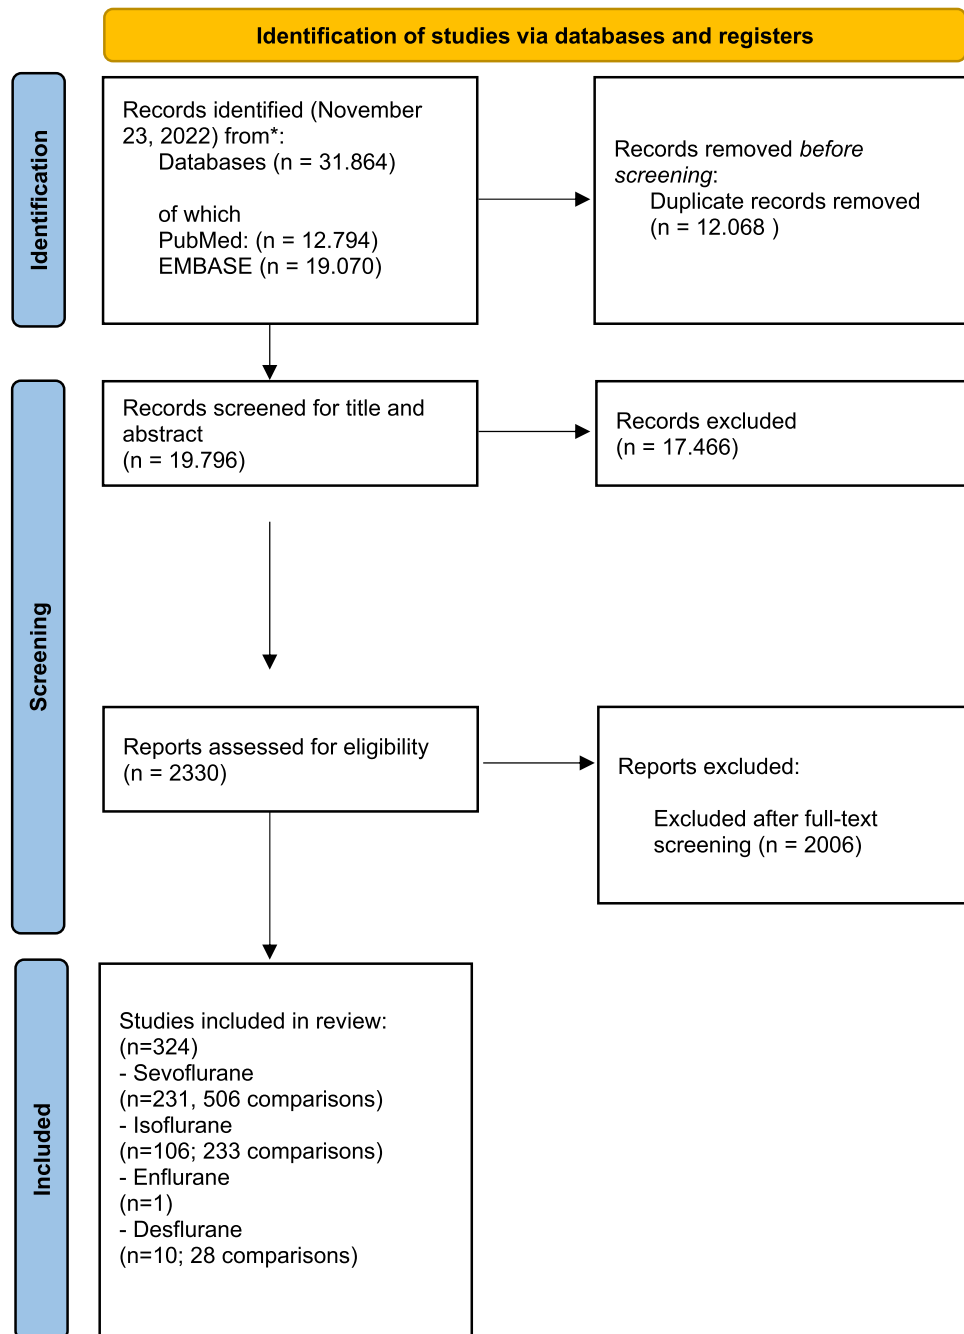 Identification of studies via databases and registers
Identification
Records identified (November
23, 2022) from*:
Databases (n = 31.864)
of which
PubMed: (n = 12.794)
EMBASE (n = 19.070)
Records removed before
screening:
Duplicate records removed
(n = 12.068 )
Screening
Records screened for title and
abstract
(n = 19.796)
Records excluded
(n = 17.466)
Reports assessed for eligibility
(n = 2330)
Reports excluded:
Excluded after full-text
screening (n = 2006)
Included
Studies included in review:
(n=324)
- Sevoflurane
(n=231, 506 comparisons)
- Isoflurane
(n=106; 233 comparisons)
- Enflurane
(n=1)
- Desflurane
(n=10; 28 comparisons)